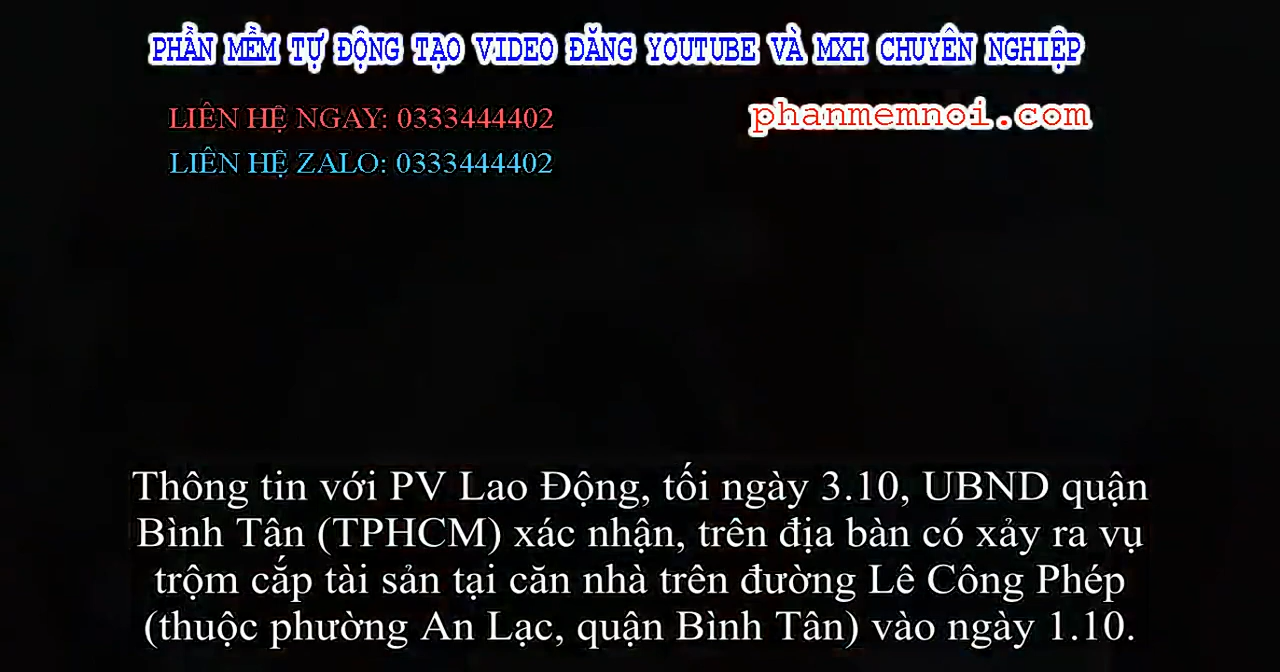 PHẦN MỀM TỰ ĐỘNG TẠO VIDEO ĐĂNG YOUTUBE VÀ MXH CHUYÊN NGHIỆP
LIÊN HỆ NGAY: 0333444402
phanmemnoi.com
LIÊN HỆ ZALO: 0333444402
Thông tin với PV Lao Động, tối ngày 3.10, UBND quận
Bình Tân (TPHCM) xác nhận, trên địa bàn có xảy ra vụ
trộm cắp tài sản tại căn nhà trên đường Lê Công Phép
(thuộc phường An Lạc, quận Bình Tân) vào ngày 1.10.